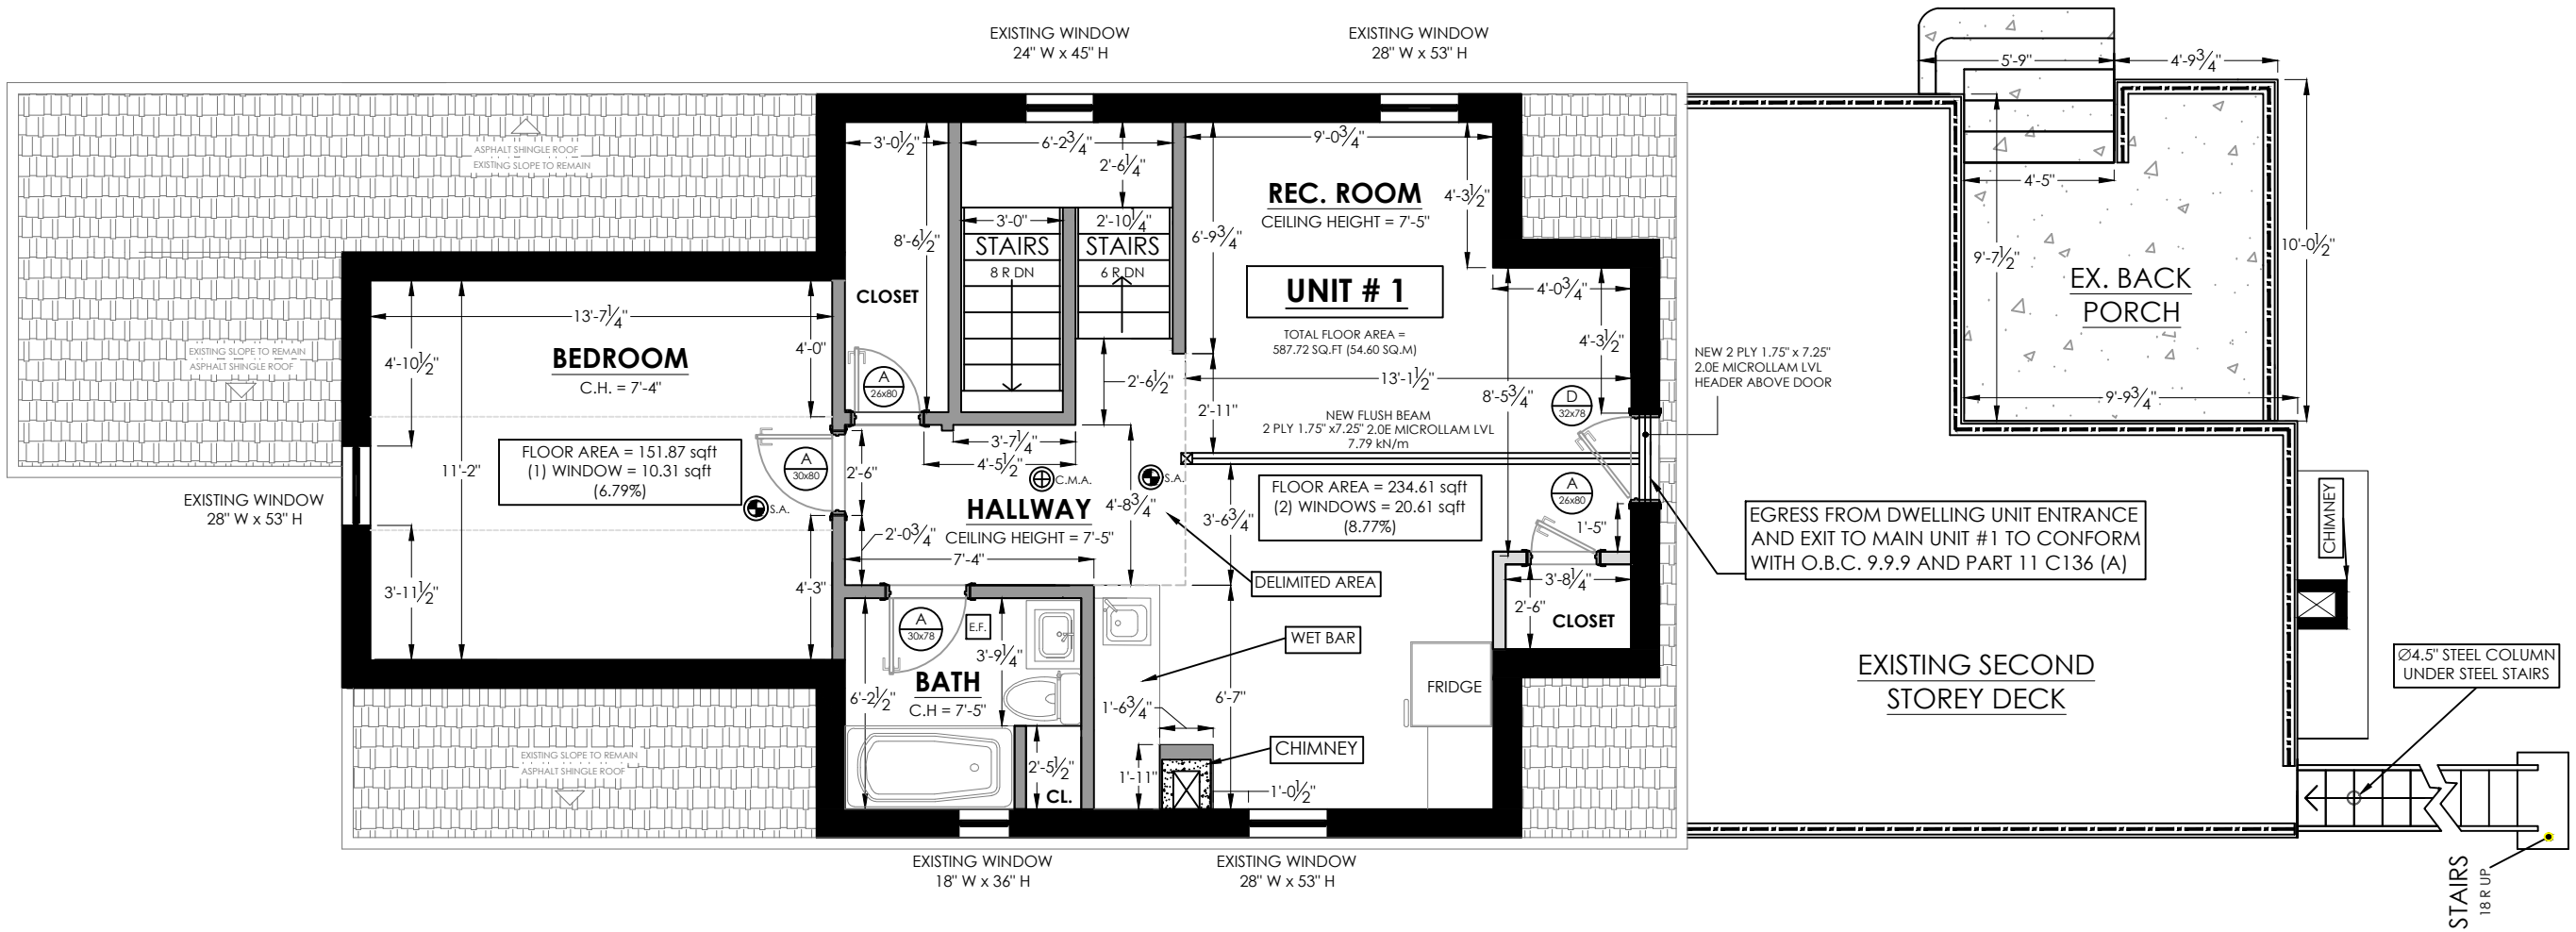 EXISTING WINDOW
24" W x 45" H
EXISTING WINDOW
28" W x 53" H
5'-9"
4'-9¾"
ASPHALT SHINGLE ROOF
EXISTING SLOPE TO REMAIN
3'-0½"
6'-2¾"
2'-6¼"
9'-0¾"
4'-3½"
REC. ROOM
CEILING HEIGHT = 7'-5"
4'-5"
3'-0"
2'-10¼"
STAIRS
STAIRS
8 R DN
6 R DN
8'-6½"
6'-9¾"
9'-7½"
10'-0½"
EX. BACK
PORCH
CLOSET
UNIT # 1
4'-0¾"
13'-7¼"
TOTAL FLOOR AREA =
587.72 SQ.FT (54.60 SQ.M)
4'-3½"
EXISTING SLOPE TO REMAIN
ASPHALT SHINGLE ROOF
4'-10½"
BEDROOM
C.H. = 7'-4"
4'-0"
A
26x80
2'-6½"
13'-1½"
NEW 2 PLY 1.75" x 7.25"
2.0E MICROLLAM LVL
HEADER ABOVE DOOR
9'-9¾"
2'-11"
8'-5¾"
D
32x78
NEW FLUSH BEAM
2 PLY 1.75" x7.25" 2.0E MICROLLAM LVL
7.79 kN/m
3'-7¼"
4'-5½"
FLOOR AREA = 151.87 sqft
(1) WINDOW = 10.31 sqft
(6.79%)
11'-2"
A
30x80
2'-6"
C.M.A.
S.A.
S.A.
4'-8¾"
FLOOR AREA = 234.61 sqft
(2) WINDOWS = 20.61 sqft
(8.77%)
A
26x80
EXISTING WINDOW
28" W x 53" H
HALLWAY
CEILING HEIGHT = 7'-5"
2'-0¾"
7'-4"
3'-6¾"
1'-5"
EGRESS FROM DWELLING UNIT ENTRANCE
AND EXIT TO MAIN UNIT #1 TO CONFORM
WITH O.B.C. 9.9.9 AND PART 11 C136 (A)
CHIMNEY
DELIMITED AREA
3'-11½"
4'-3"
3'-8¼"
2'-6"
CLOSET
A
30x78
E.F.
WET BAR
3'-9¼"
BATH
C.H = 7'-5"
6'-2½"
1'-6¾"
6'-7"
FRIDGE
EXISTING SECOND
STOREY DECK
Ø4.5" STEEL COLUMN
UNDER STEEL STAIRS
EXISTING SLOPE TO REMAIN
ASPHALT SHINGLE ROOF
2'-5½"
CL.
1'-11"
CHIMNEY
1'-0½"
EXISTING WINDOW
18" W x 36" H
EXISTING WINDOW
28" W x 53" H
STAIRS
18 R UP